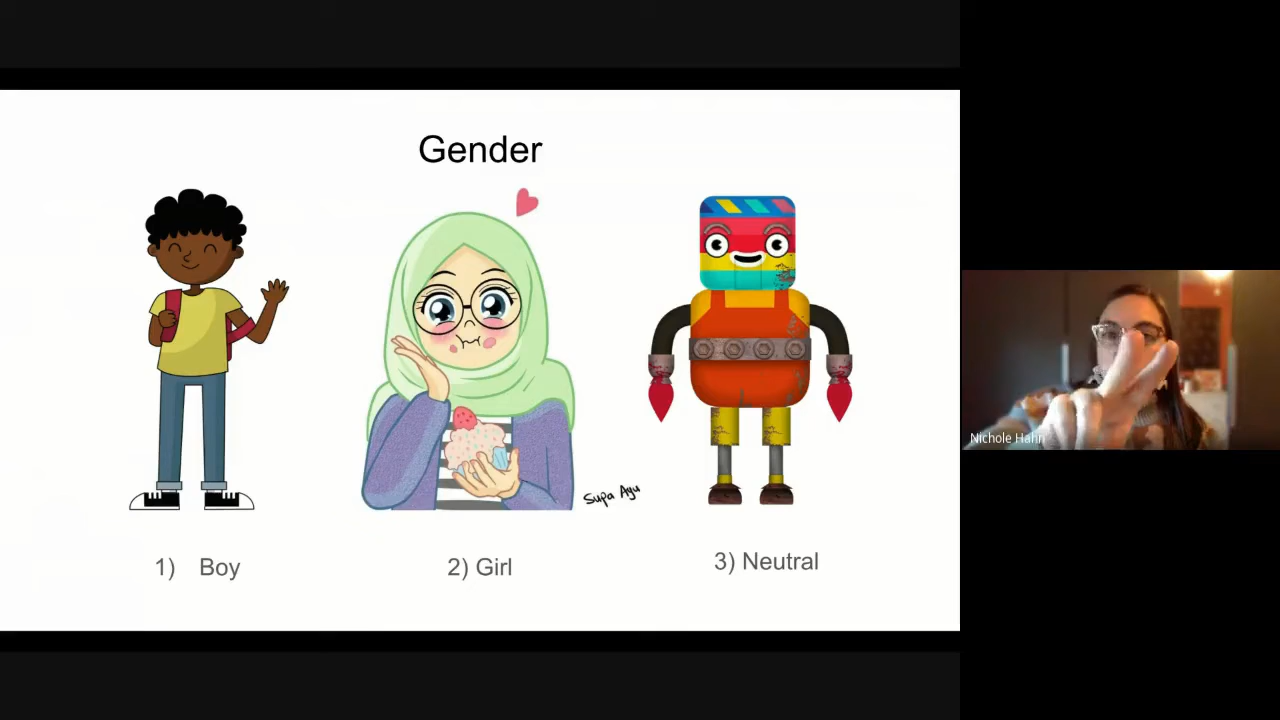 Gender
Supa Ayu
1) Boy
2) Girl
3) Neutral
Nichole Hahn